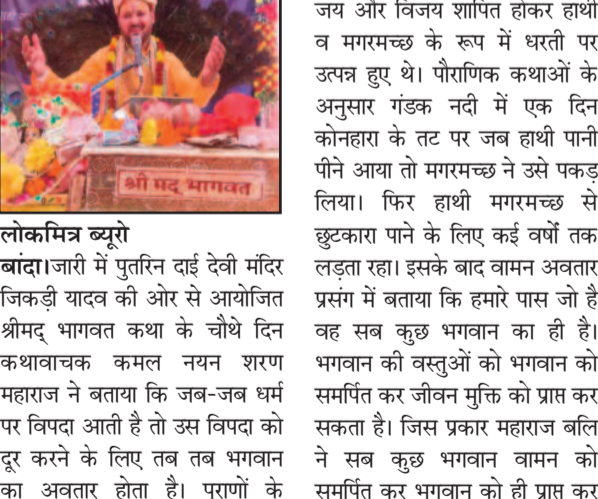 श्री मद् भागवत
लोकमित्र ब्यूरो
बांदा।जारी में पुतरिन दाई देवी मंदिर
जिकड़ी यादव की ओर से आयोजित
श्रीमद् भागवत कथा के चौथे दिन
कथावाचक कमल नयन शरण
महाराज ने बताया कि जब-जब धर्म
पर विपदा आती है तो उस विपदा को
दूर करने के लिए तब तब भगवान
का अवतार होता है। पुराणों के
जय और विजय शापित होकर हाथी
व मगरमच्छ के रूप में धरती पर
उत्पन्न हुए थे। पौराणिक कथाओं के
अनुसार गंडक नदी में एक दिन
कोनहारा के तट पर जब हाथी पानी
पीने आया तो मगरमच्छ ने उसे पकड़
लिया। फिर हाथी मगरमच्छ से
छुटकारा पाने के लिए कई वर्षों तक
लड़ता रहा। इसके बाद वामन अवतार
प्रसंग में बताया कि हमारे पास जो है
वह सब कुछ भगवान का ही है।
भगवान की वस्तुओं को भगवान को
समर्पित कर जीवन मुक्ति को प्राप्त कर
सकता है। जिस प्रकार महाराज बलि
ने सब कुछ भगवान वामन को
समर्पित कर भगवान को ही प्राप्त कर